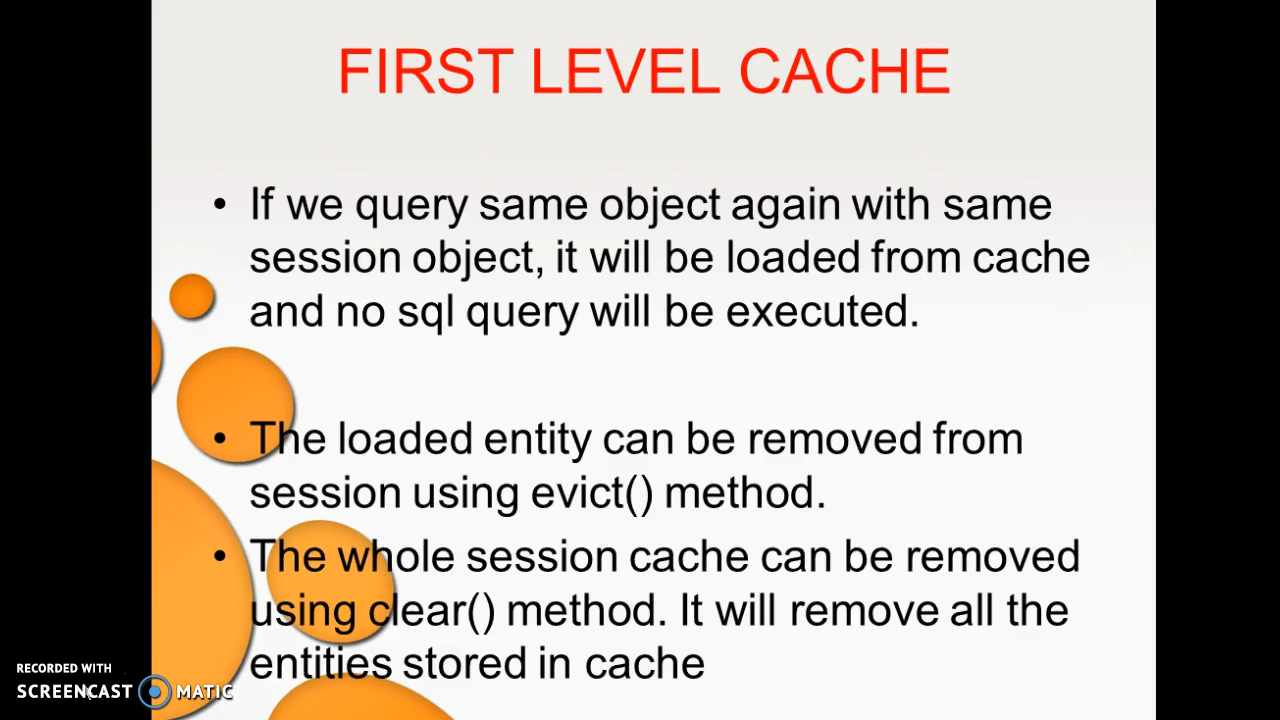 FIRST LEVEL CACHE
• If we query same object again with same
session object, it will be loaded from cache
and no sql query will be executed.
• The loaded entity can be removed from
session using evict() method.
• The whole session cache can be removed
using clear() method. It will remove all the
entities stored in cache
RECORDED WITH
SCREENCAST MATIC